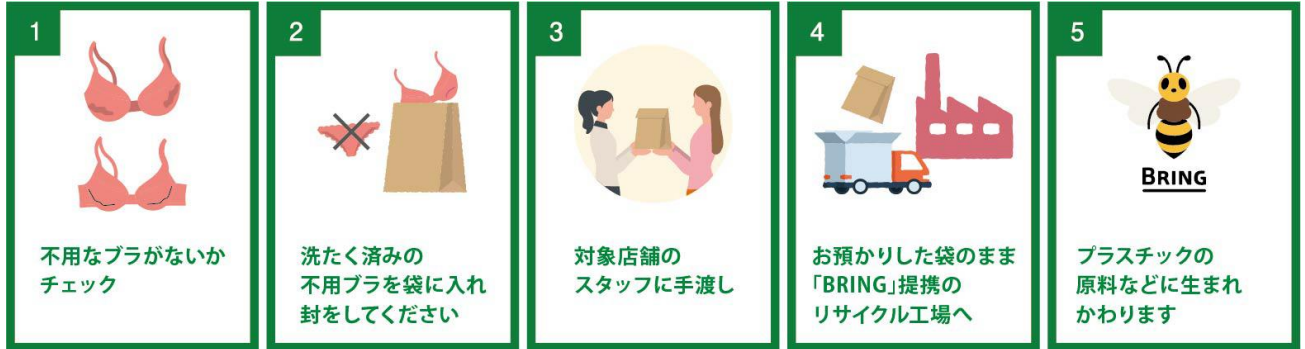 1
不用なブラがないか
チェック
2
洗たく済みの
不用ブラを袋に入れ
封をしてください
3
対象店舗の
スタッフに手渡し
4
お預かりした袋のまま
「BRING」提携の
リサイクル工場へ
5
BRING
プラスチックの
原料などに生まれ
かわります